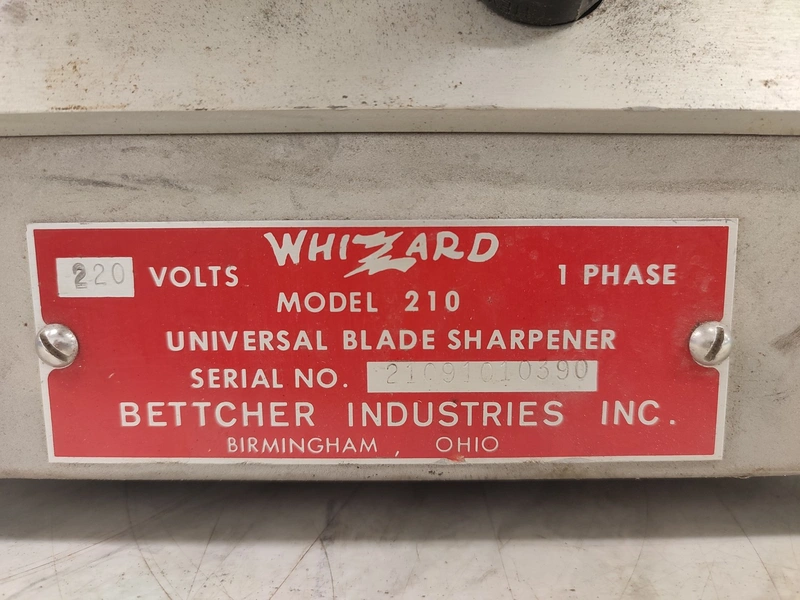 WHIZARD
220 VOLTS 1 PHASE
MODEL 210
UNIVERSAL BLADE SHARPENER
SERIAL NO. 21091010390
BETTCHER INDUSTRIES INC.
BIRMINGHAM, OHIO